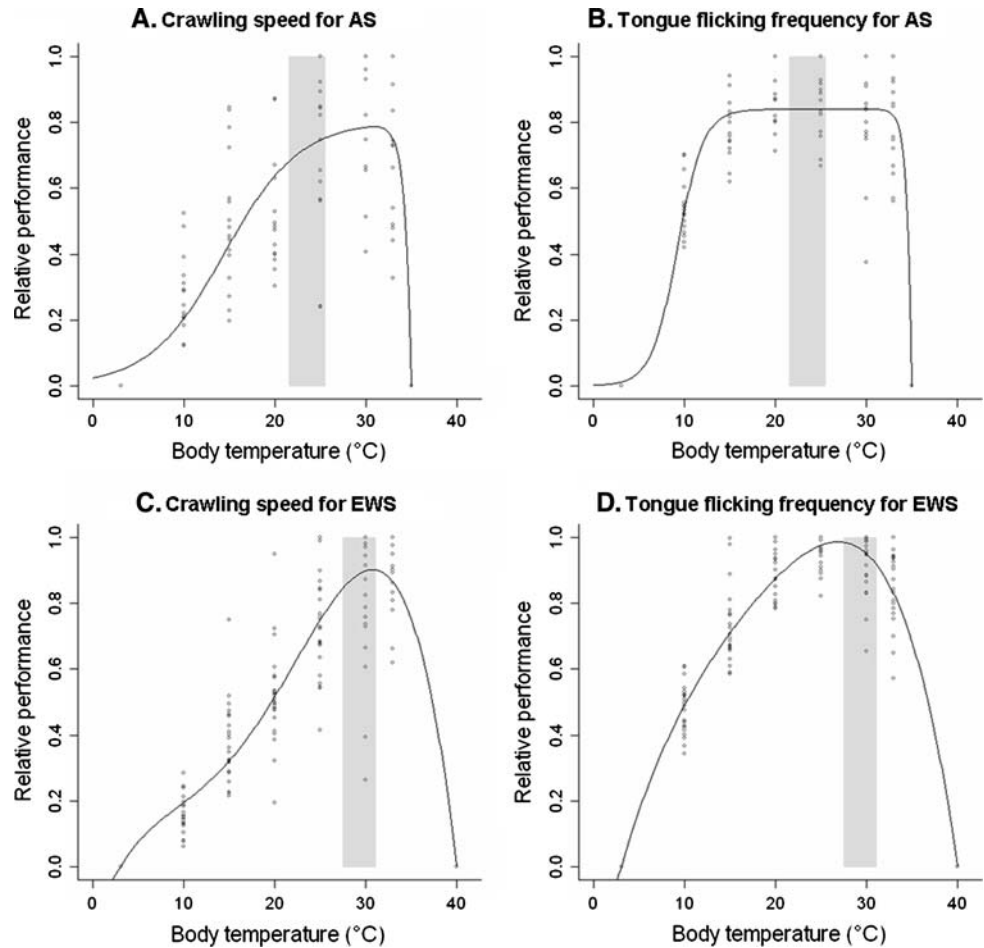 A. Crawling speed for AS
Relative performance
1.0
0.8
0.6
0.4
0.2
0.0
0 10 20 30 40
Body temperature (°C)
B. Tongue flicking frequency for AS
Relative performance
1.0
0.8
0.6
0.4
0.2
0.0
0 10 20 30 40
Body temperature (°C)
C. Crawling speed for EWS
Relative performance
1.0
0.8
0.6
0.4
0.2
0.0
0 10 20 30 40
Body temperature (°C)
D. Tongue flicking frequency for EWS
Relative performance
1.0
0.8
0.6
0.4
0.2
0.0
0 10 20 30 40
Body temperature (°C)